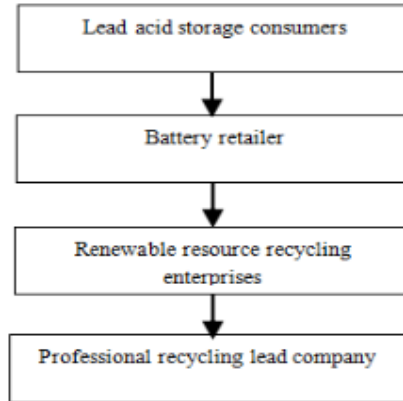 Lead acid storage consumers
Battery retailer
Renewable resource recycling
enterprises
Professional recycling lead company